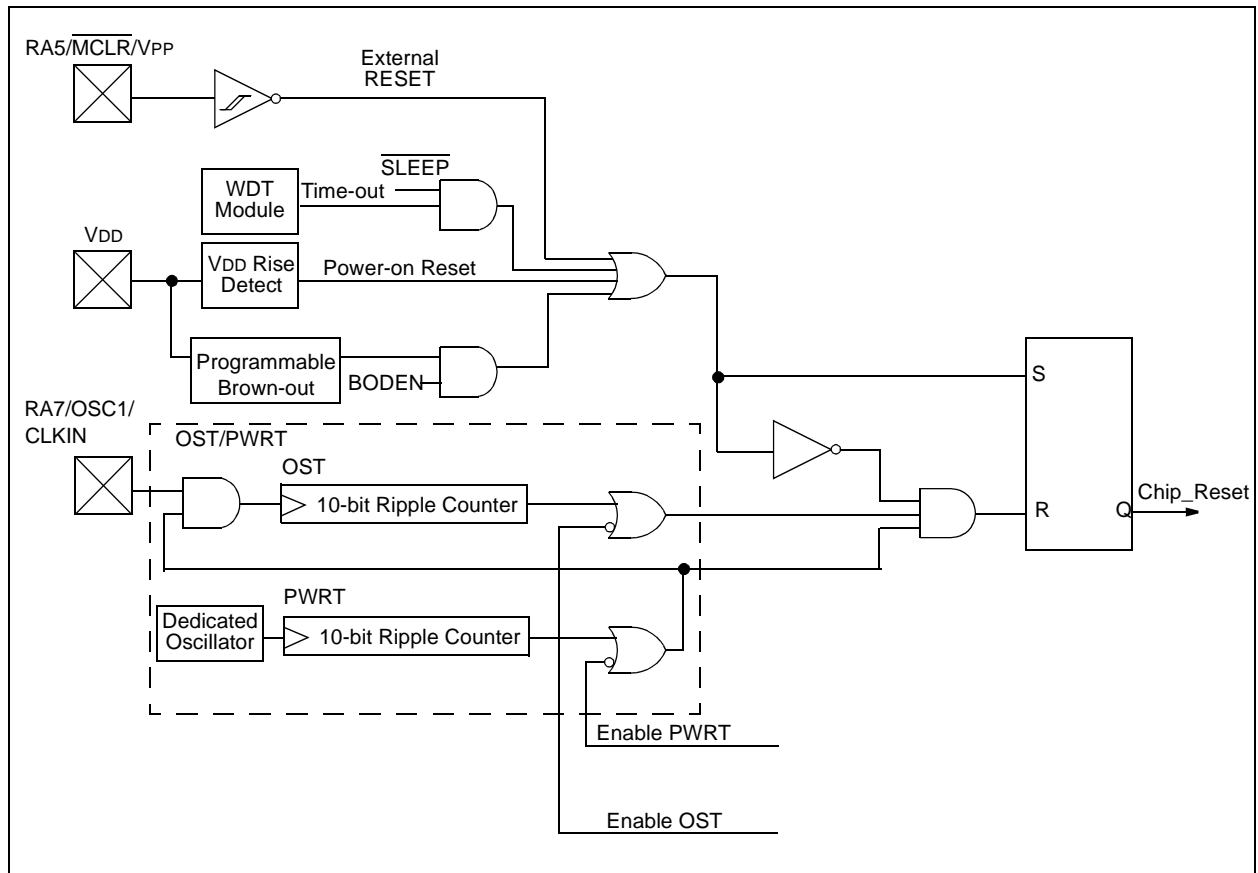 RA5/MCLR/VPP
External
RESET
SLEEP
WDT
Module
Time-out
VDD
VDD Rise
Detect
Power-on Reset
Programmable
Brown-out
BODEN
S
RA7/OSC1/
CLKIN
OST/PWRT
OST
10-bit Ripple Counter
Chip_Reset
R
Q
PWRT
Dedicated
Oscillator
10-bit Ripple Counter
Enable PWRT
Enable OST